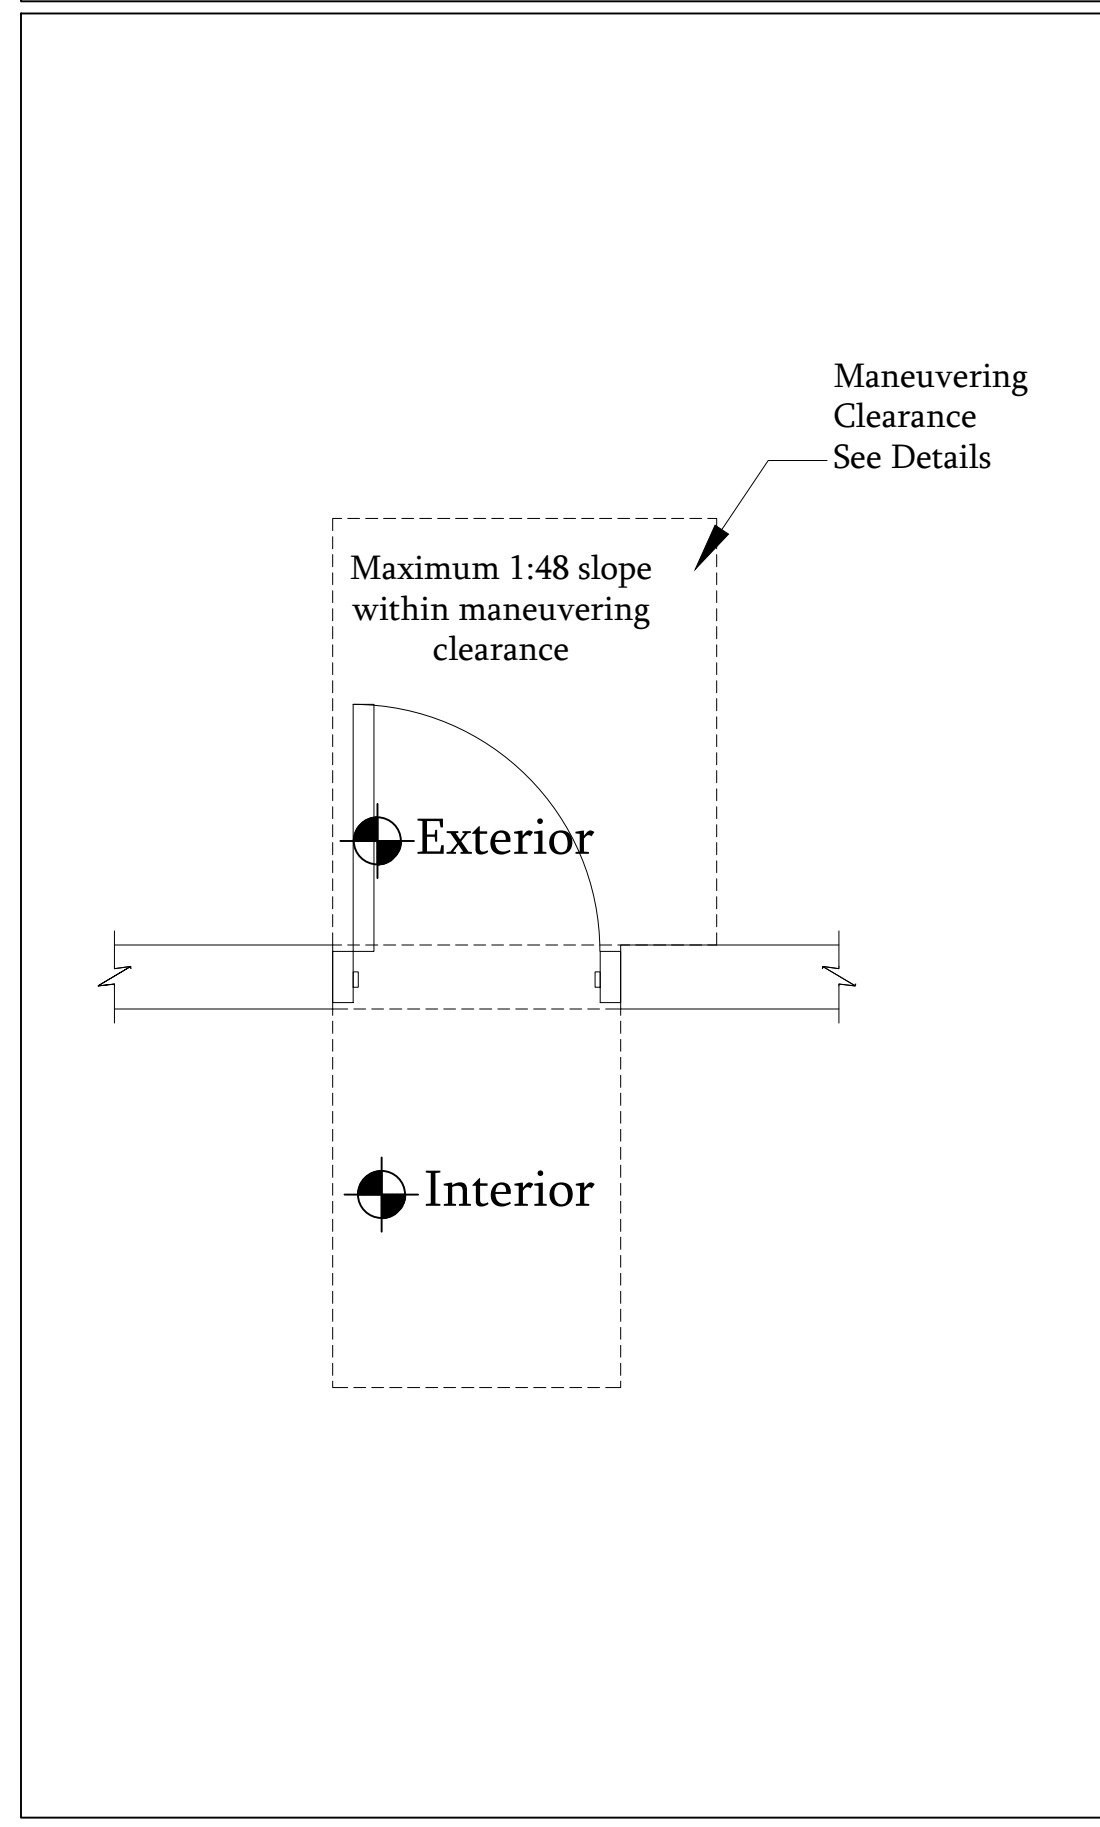 Maneuvering
Clearance
See Details
Maximum 1:48 slope
within maneuvering
clearance
Exterior
Interior